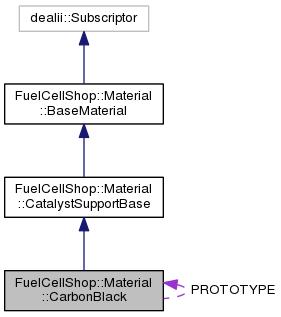 dealii::Subscriptor
FuelCellShop::Material
::BaseMaterial
FuelCellShop::Material
::CatalystSupportBase
FuelCellShop::Material
::CarbonBlack
PROTOTYPE